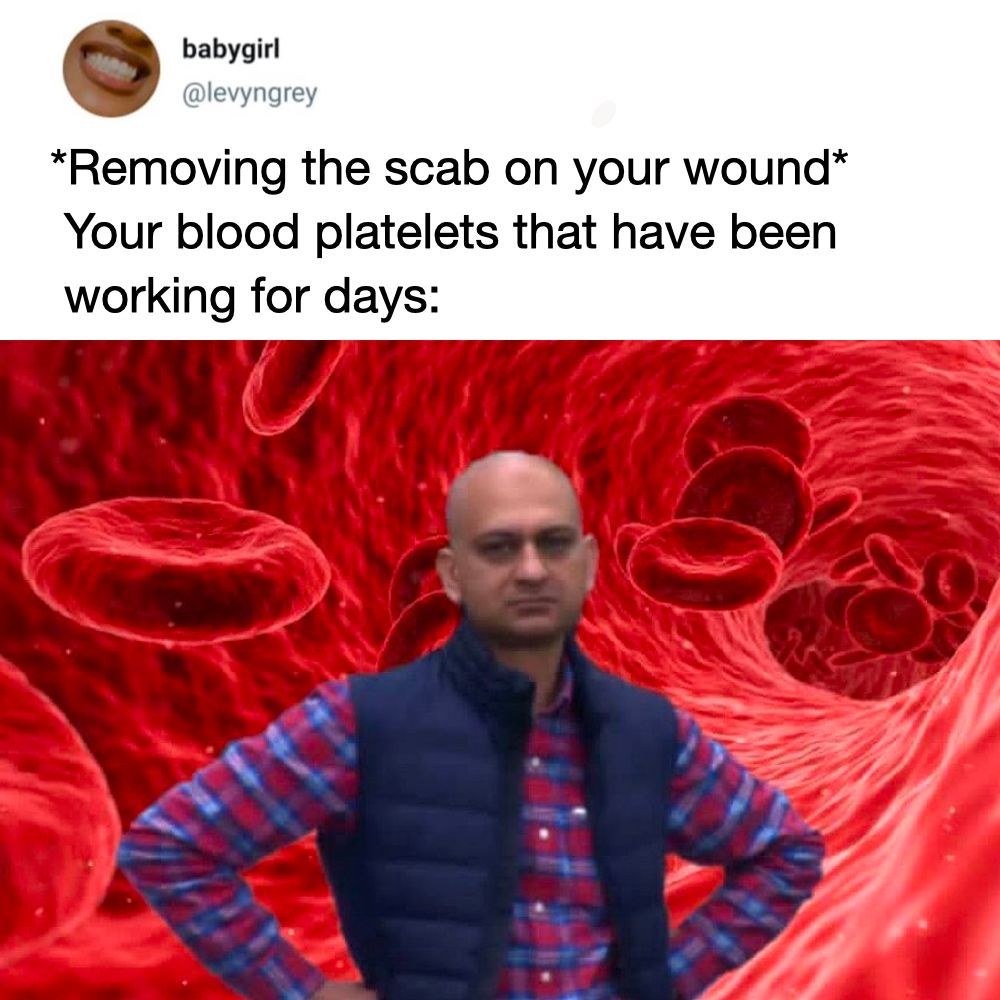 babygirl
@levyngrey
*Removing the scab on your wound*
Your blood platelets that have been
working for days: